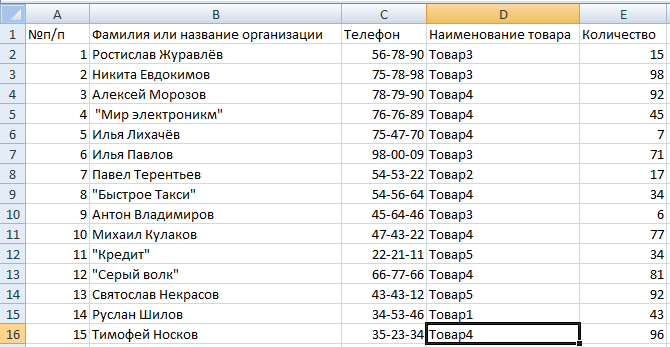 A B C D E
1 №п/п Фамилия или название организации Телефон Наименование товара Количество
2 1 Ростислав Журавлёв 56-78-90 Товар3 15
3 2 Никита Евдокимов 75-78-98 Товар3 98
4 3 Алексей Морозов 78-79-90 Товар4 92
5 4 "Мир электроникм" 76-76-89 Товар4 45
6 5 Илья Лихачёв 75-47-70 Товар4 7
7 6 Илья Павлов 98-00-09 Товар3 71
8 7 Павел Терентьев 54-53-22 Товар2 17
9 8 "Быстрое Такси" 54-56-64 Товар4 34
10 9 Антон Владимиров 45-64-46 Товар3 6
11 10 Михаил Кулаков 47-43-22 Товар4 77
12 11 "Кредит" 22-21-11 Товар5 34
13 12 "Серый волк" 66-77-66 Товар4 81
14 13 Святослав Некрасов 43-43-12 Товар5 92
15 14 Руслан Шилов 34-53-46 Товар1 43
16 15 Тимофей Носков 35-23-34 Товар4 96